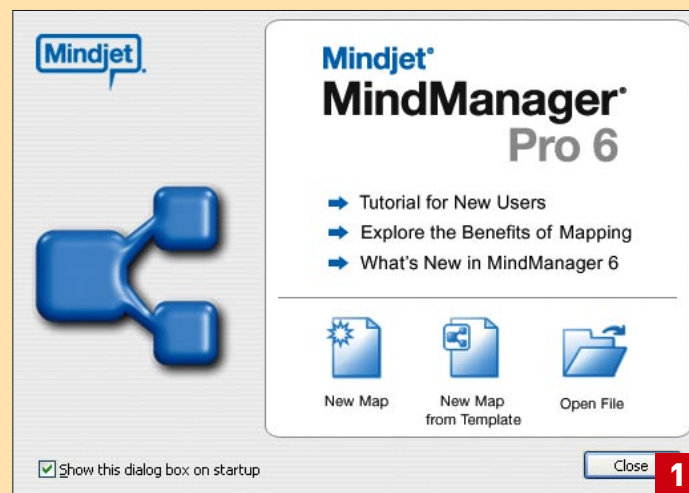 Mindjet
Mindjet®
MindManager®
Pro 6
Tutorial for New Users
Explore the Benefits of Mapping
What's New in MindManager 6
New Map
New Map
from Template
Open File
Show this dialog box on startup
Close
1